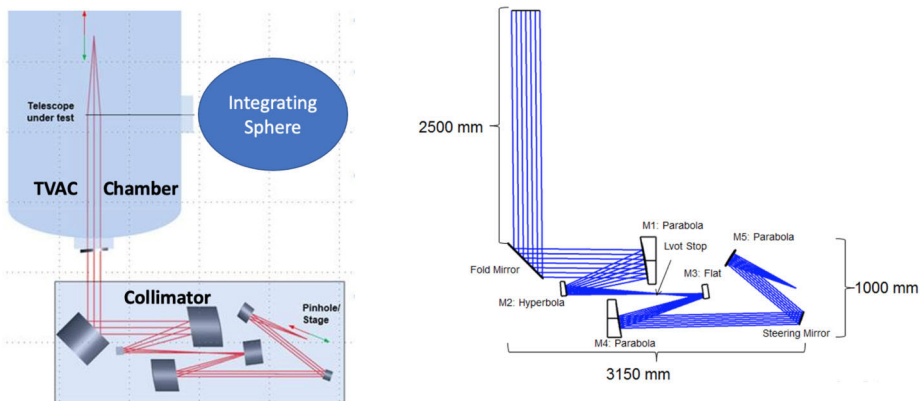 Telescope
under test
Integrating
Sphere
TVAC Chamber
Collimator
Pinhole/
Stage
2500 mm
Fold Mirror
M1: Parabola
Lvot Stop
M5: Parabola
M3: Flat
M2: Hyperbola
M4: Parabola
Steering Mirror
1000 mm
3150 mm